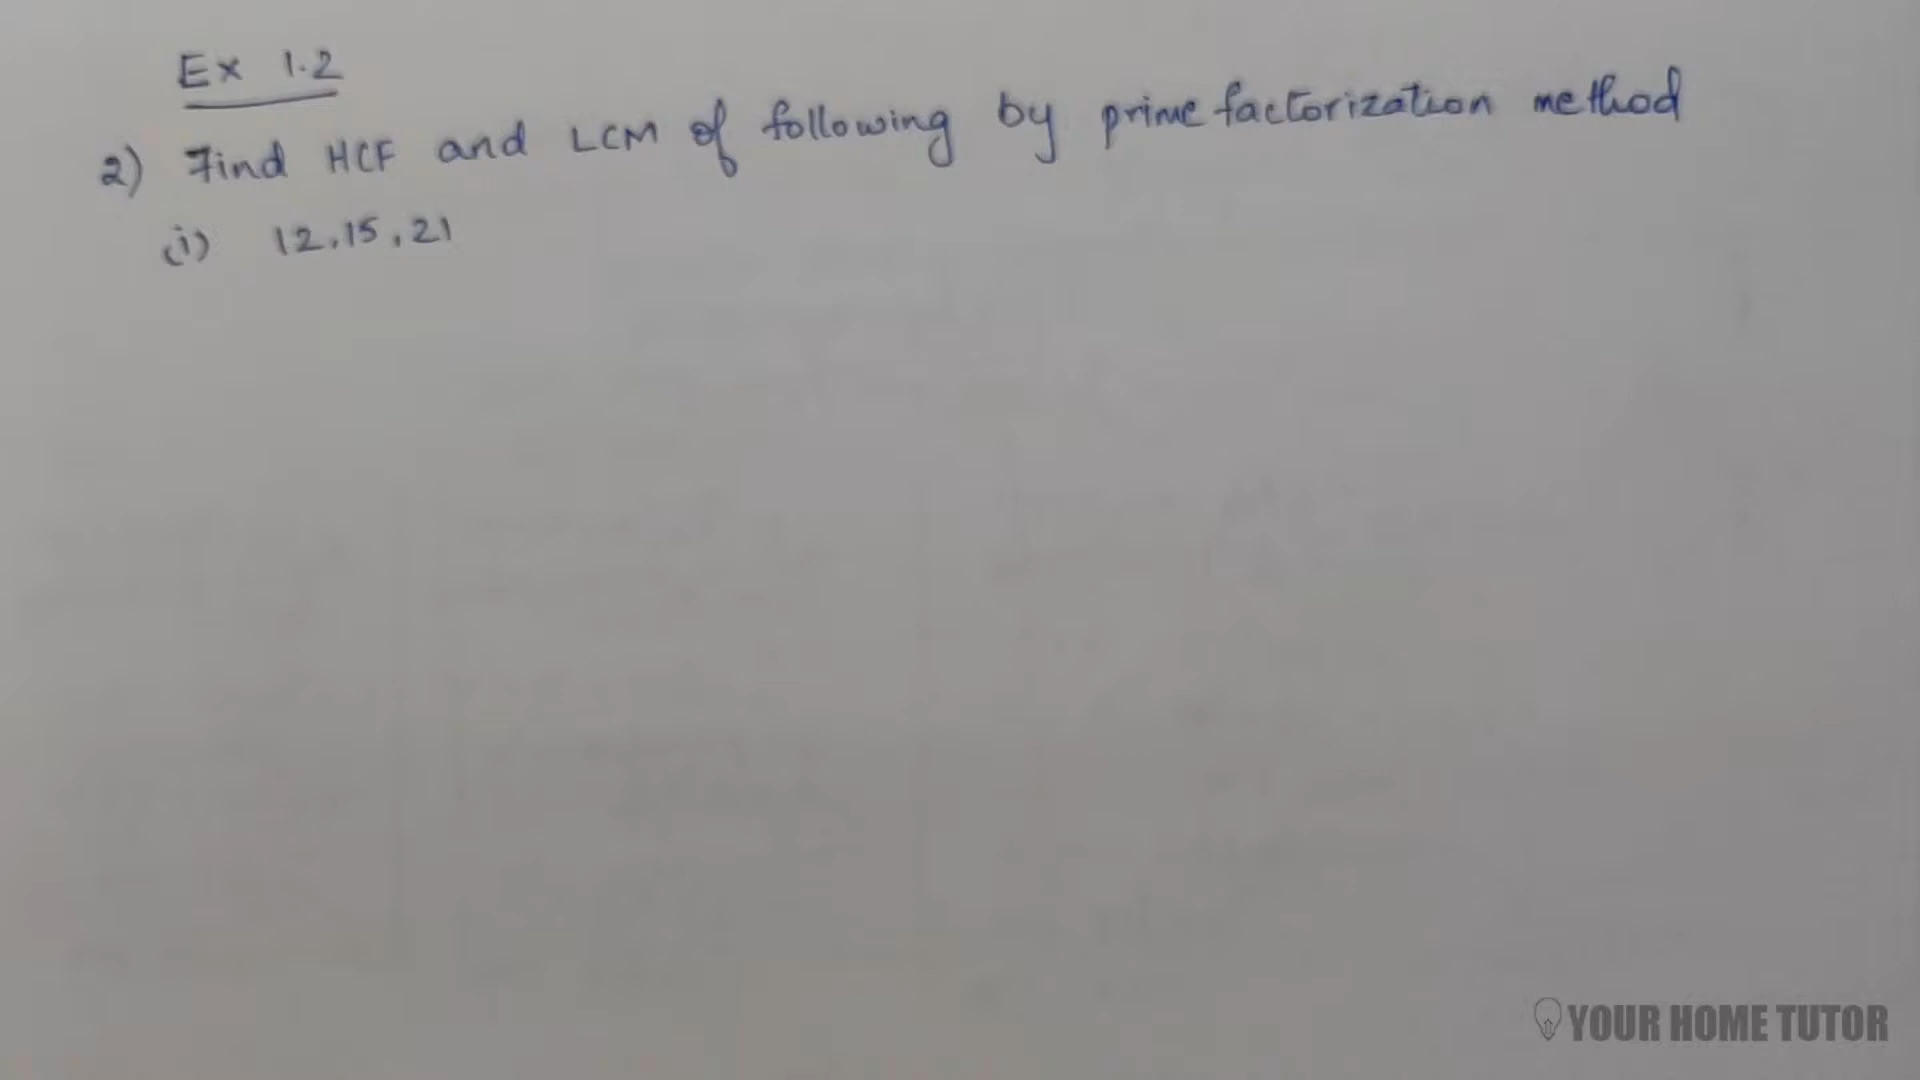 Ex 1.2
2) Find HCF and LCM of following by prime factorization method
(i) 12, 15, 21
YOUR HOME TUTOR